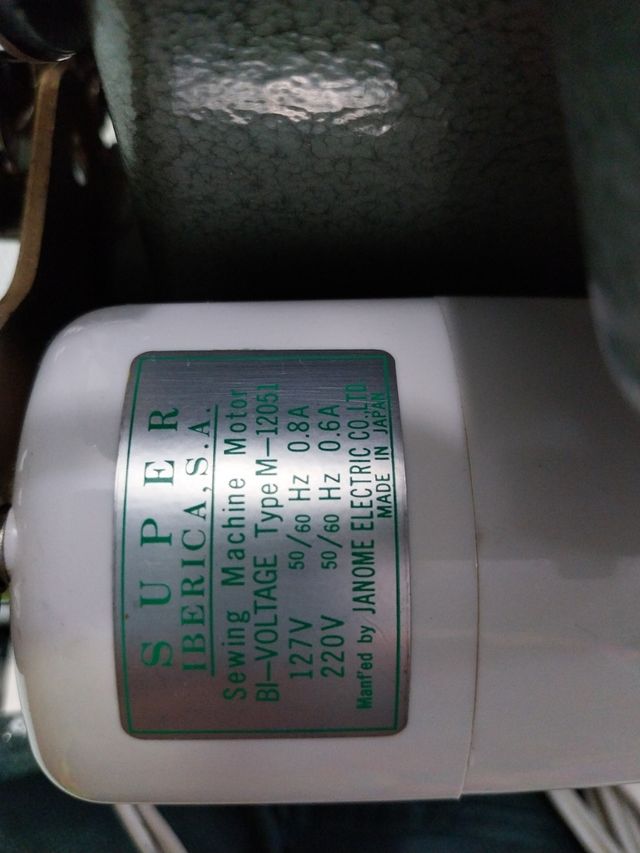 SUPER
IBERICA, S.A.
Sewing Machine Motor
BI-VOLTAGE Type M-12051
127V 50/60 Hz 0.8A
220V 50/60 Hz 0.6A
Manf'ed by JANOME ELECTRIC CO.,LTD.
MADE IN JAPAN